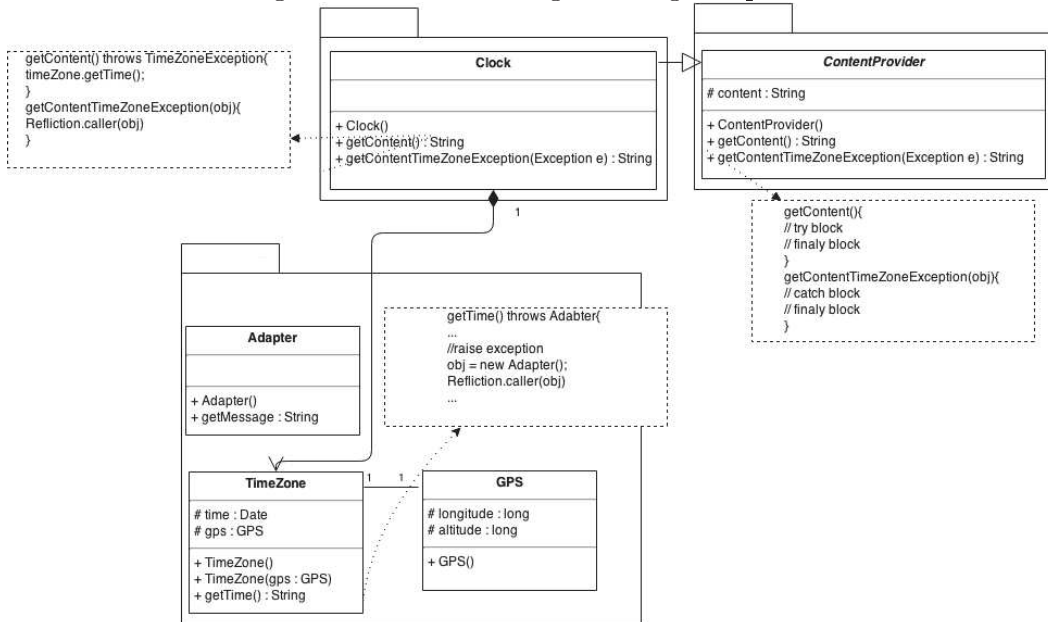 getContent() throws TimeZoneException{
timeZone.getTime();
}
getContentTimeZoneException(obj){
Refliction.caller(obj)
}
Clock
+ Clock()
+ getContent() : String
+ getContentTimeZoneException(Exception e) : String
1
ContentProvider
# content : String
+ ContentProvider()
+ getContent() : String
+ getContentTimeZoneException(Exception e) : String
getContent(){
// try block
// finaly block
}
getContentTimeZoneException(obj){
// catch block
// finaly block
}
getTime() throws Adabter{
...
//raise exception
obj = new Adapter();
Refliction.caller(obj)
...
Adapter
+ Adapter()
+ getMessage : String
TimeZone
# time : Date
# gps : GPS
+ TimeZone()
+ TimeZone(gps : GPS)
+ getTime() : String
1
1
GPS
# longitude : long
# altitude : long
+ GPS()